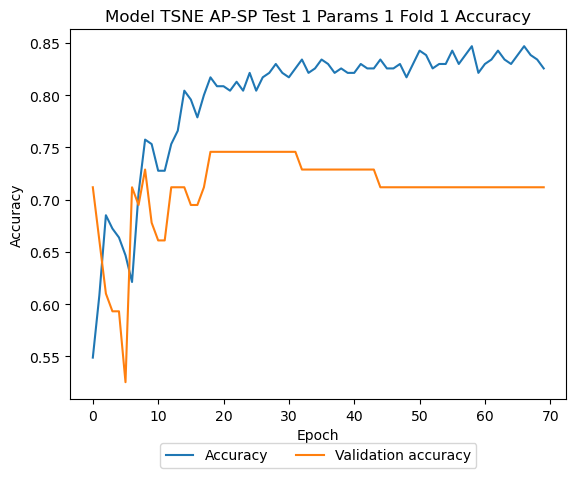 Model TSNE AP-SP Test 1 Params 1 Fold 1 Accuracy
0.85
0.80
0.75
0.70
0.65
0.60
0.55
Accuracy
0 10 20 30 40 50 60 70
Epoch
Accuracy Validation accuracy